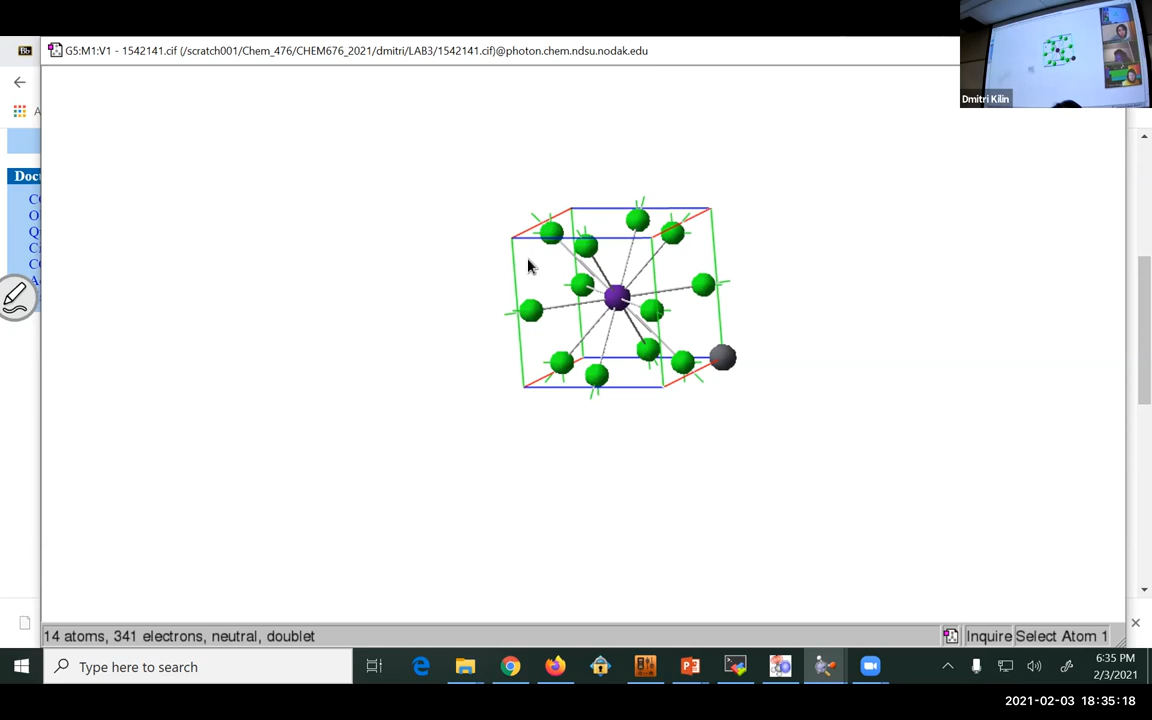 Bb
G5:M1:V1 - 1542141.cif (/scratch001/Chem_476/CHEM676_2021/dmitri/LAB3/1542141.cif)@photon.chem.ndsu.nodak.edu
Dmitri Kilin
14 atoms, 341 electrons, neutral, doublet
Inquire Select Atom 1
Type here to search
6:35 PM
2/3/2021
2021-02-03 18:35:18